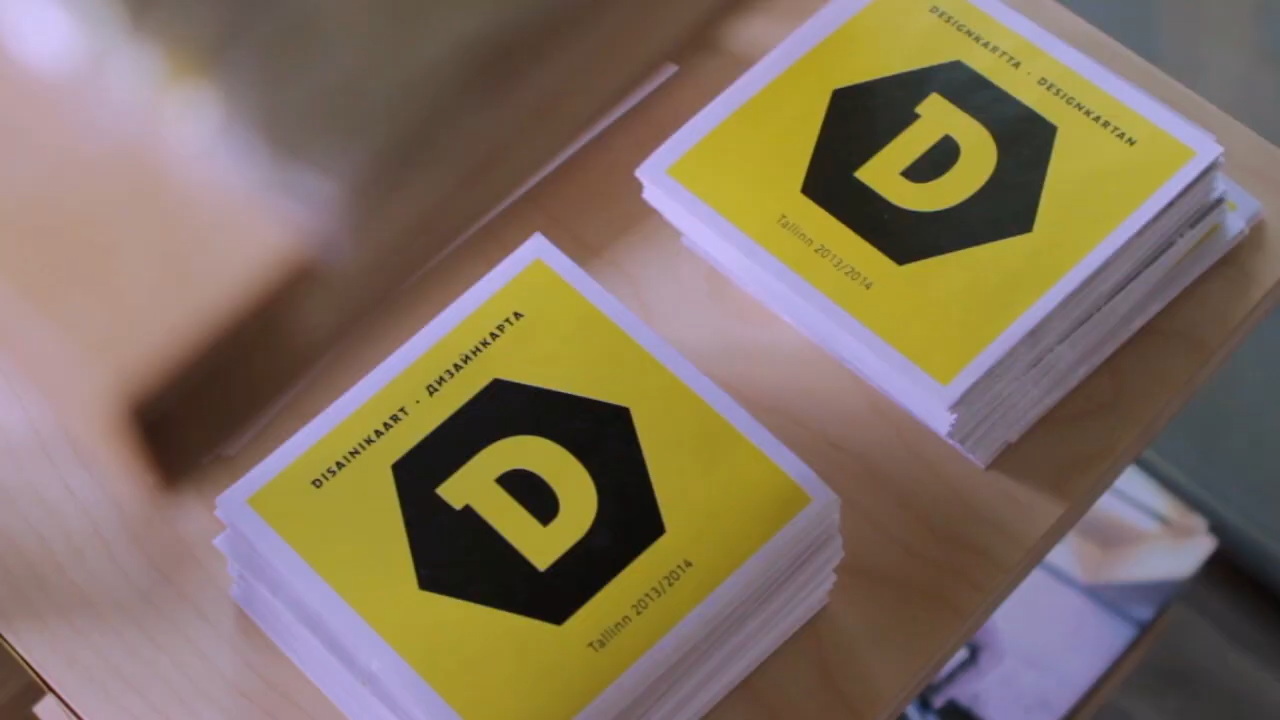 DISAINIKAART · ДИЗАЙНКАРТА
D
Tallinn 2013/2014
DESIGNKARTTA · DESIGNKARTAN
D
Tallinn 2013/2014